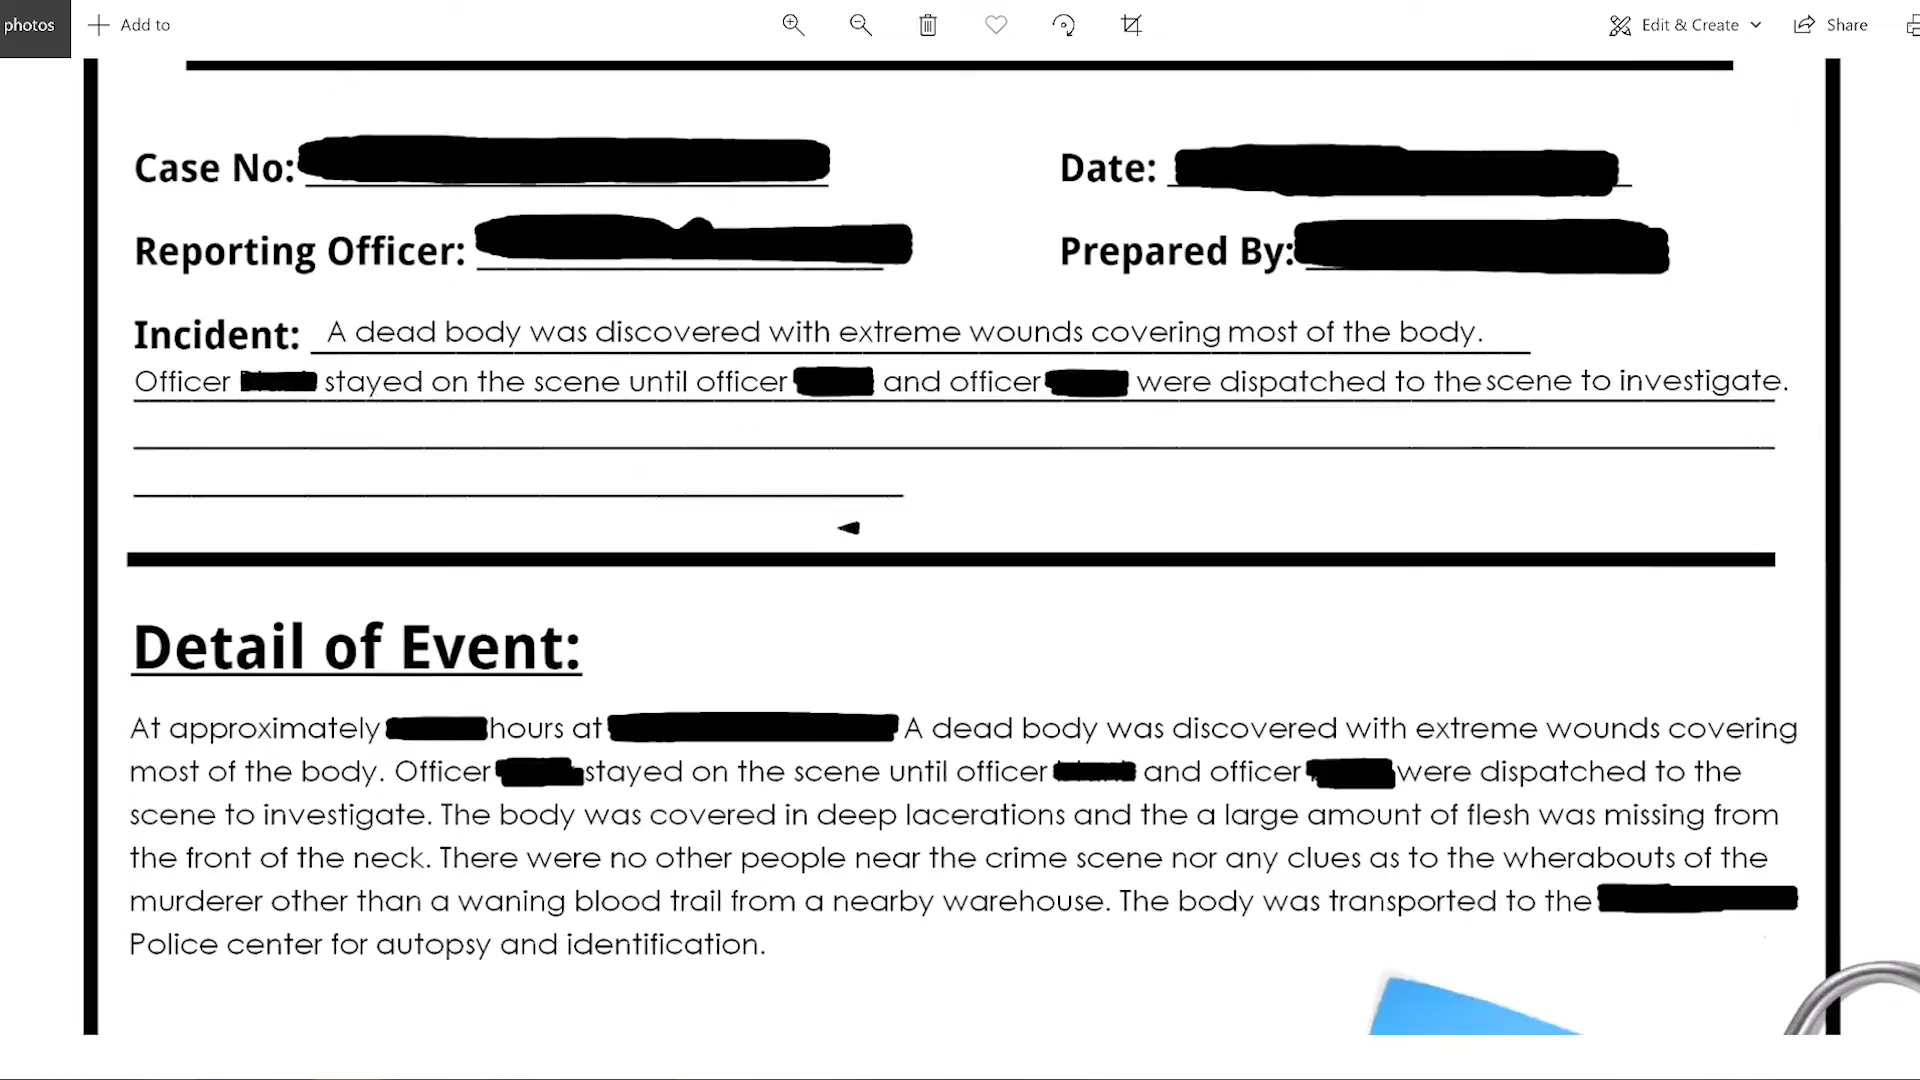 photos Add to Edit & Create Share
Case No: Date:
Reporting Officer: Prepared By:
Incident: A dead body was discovered with extreme wounds covering most of the body.
Officer stayed on the scene until officer and officer were dispatched to the scene to investigate.
Detail of Event:
At approximately hours at A dead body was discovered with extreme wounds covering
most of the body. Officer stayed on the scene until officer and officer were dispatched to the
scene to investigate. The body was covered in deep lacerations and the a large amount of flesh was missing from
the front of the neck. There were no other people near the crime scene nor any clues as to the wherabouts of the
murderer other than a waning blood trail from a nearby warehouse. The body was transported to the
Police center for autopsy and identification.